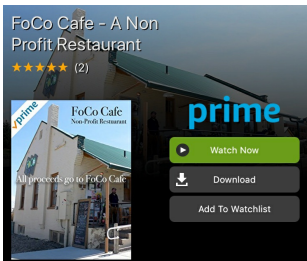 FoCo Cafe - A Non
Profit Restaurant
(2)
prime
FoCo Cafe
Non-Profit Restaurant
All proceeds go to FoCo Cafe
prime
Watch Now
Download
Add To Watchlist